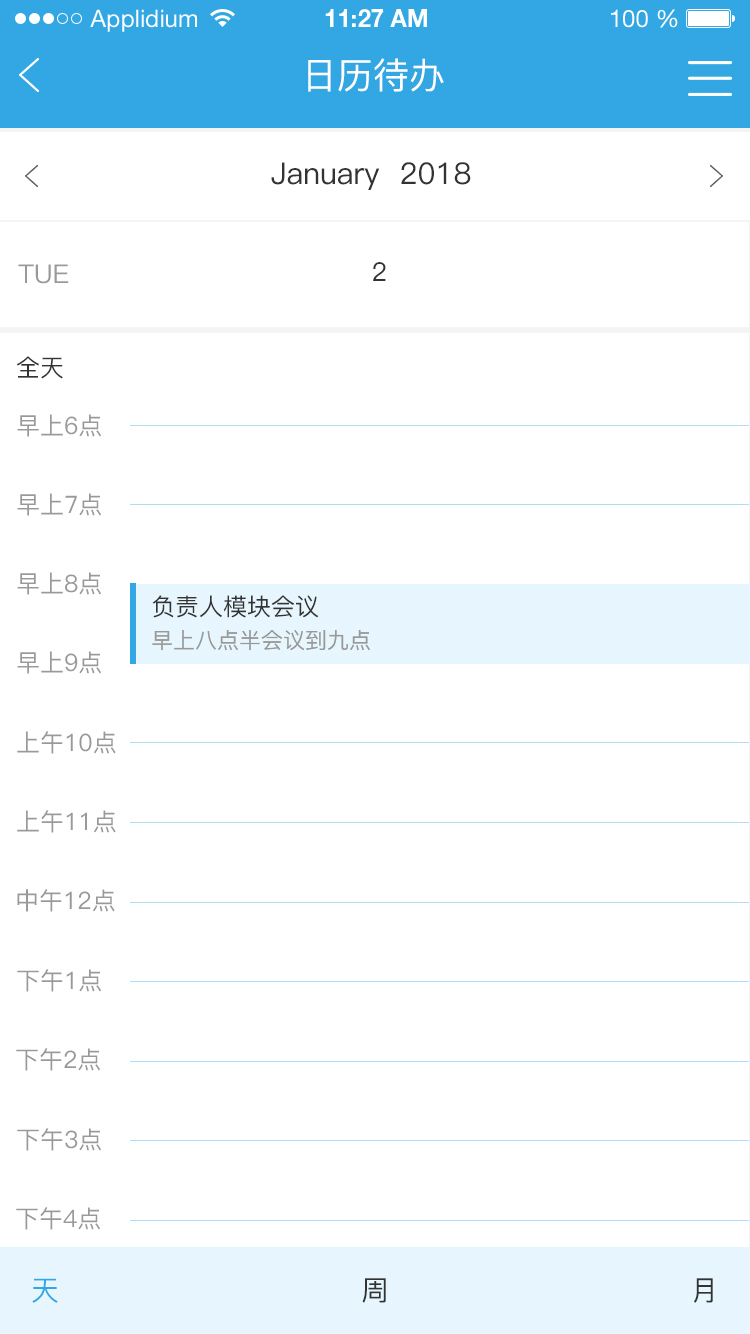 Applidium 11:27 AM 100 %
日历待办
January 2018
TUE 2
全天
早上6点
早上7点
早上8点
负责人模块会议
早上八点半会议到九点
早上9点
上午10点
上午11点
中午12点
下午1点
下午2点
下午3点
下午4点
天 周 月